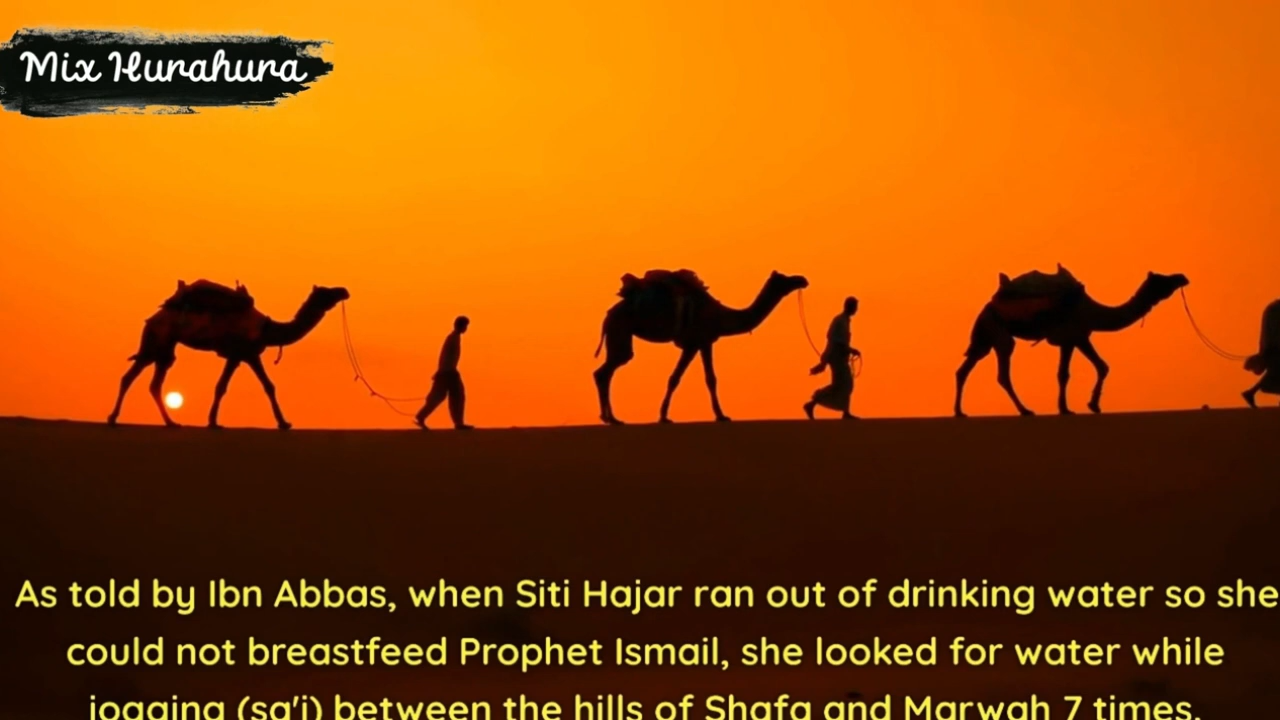 Mix Hurahura
As told by Ibn Abbas, when Siti Hajar ran out of drinking water so she
could not breastfeed Prophet Ismail, she looked for water while
jogging (sa'i) between the hills of Shafa and Marwah 7 times.